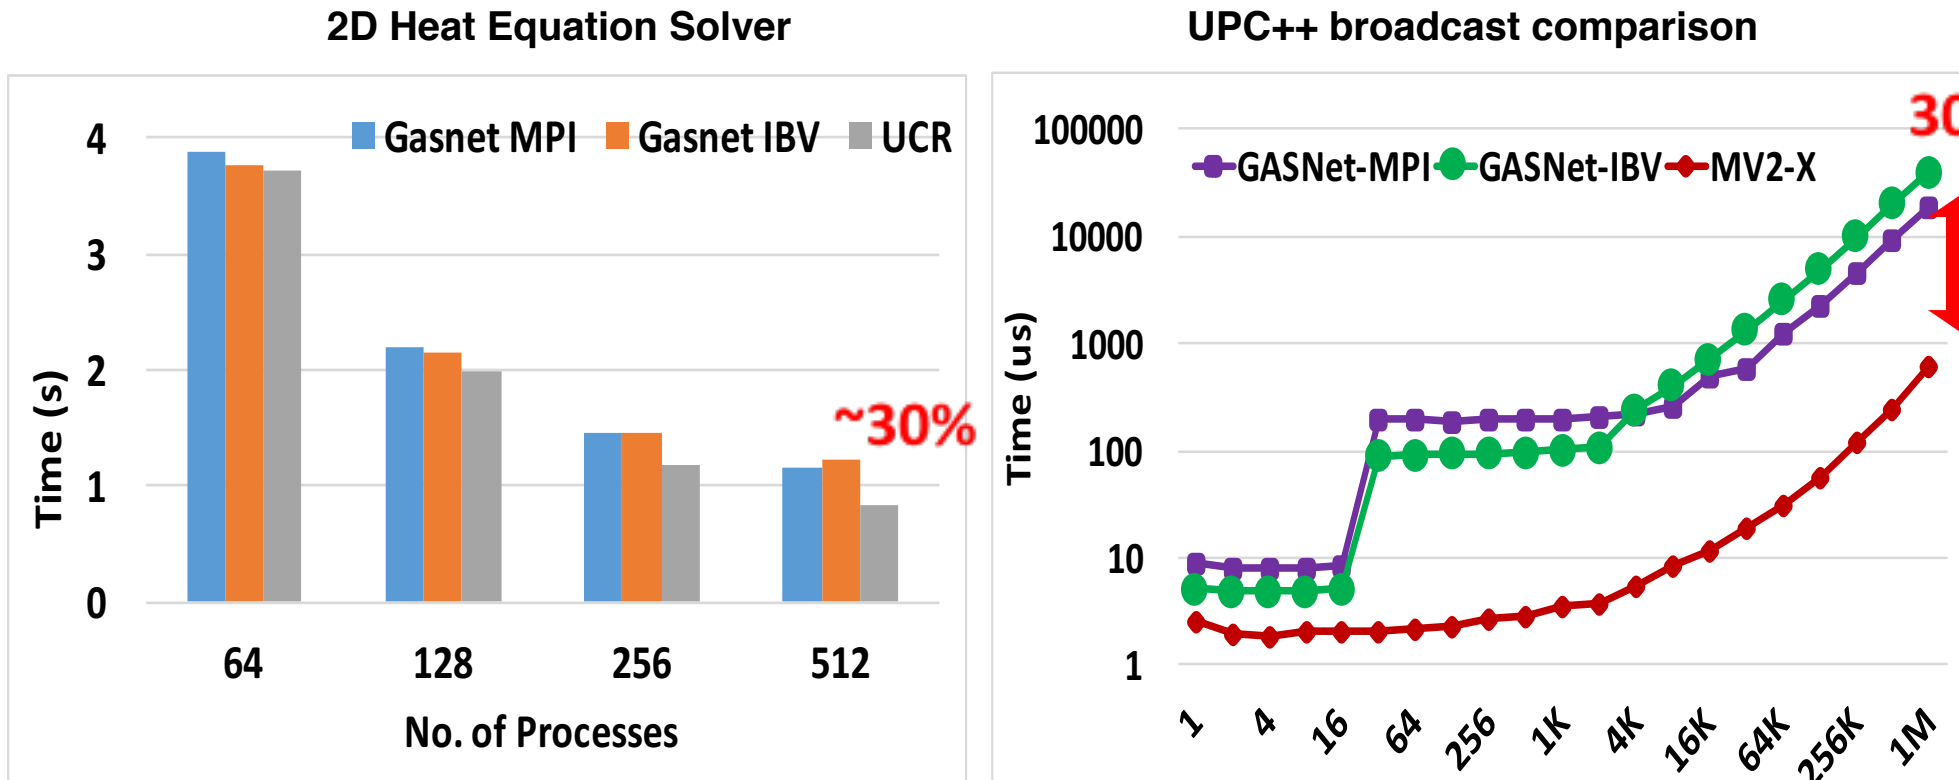 2D Heat Equation Solver
Gasnet MPI Gasnet IBV UCR
4
3
2
1
0
Time (s)
~30%
64 128 256 512
No. of Processes
UPC++ broadcast comparison
30
GASNet-MPI GASNet-IBV MV2-X
100000
10000
1000
100
10
1
Time (us)
1 4 16 64 256 1K 4K 16K 64K 256K 1M